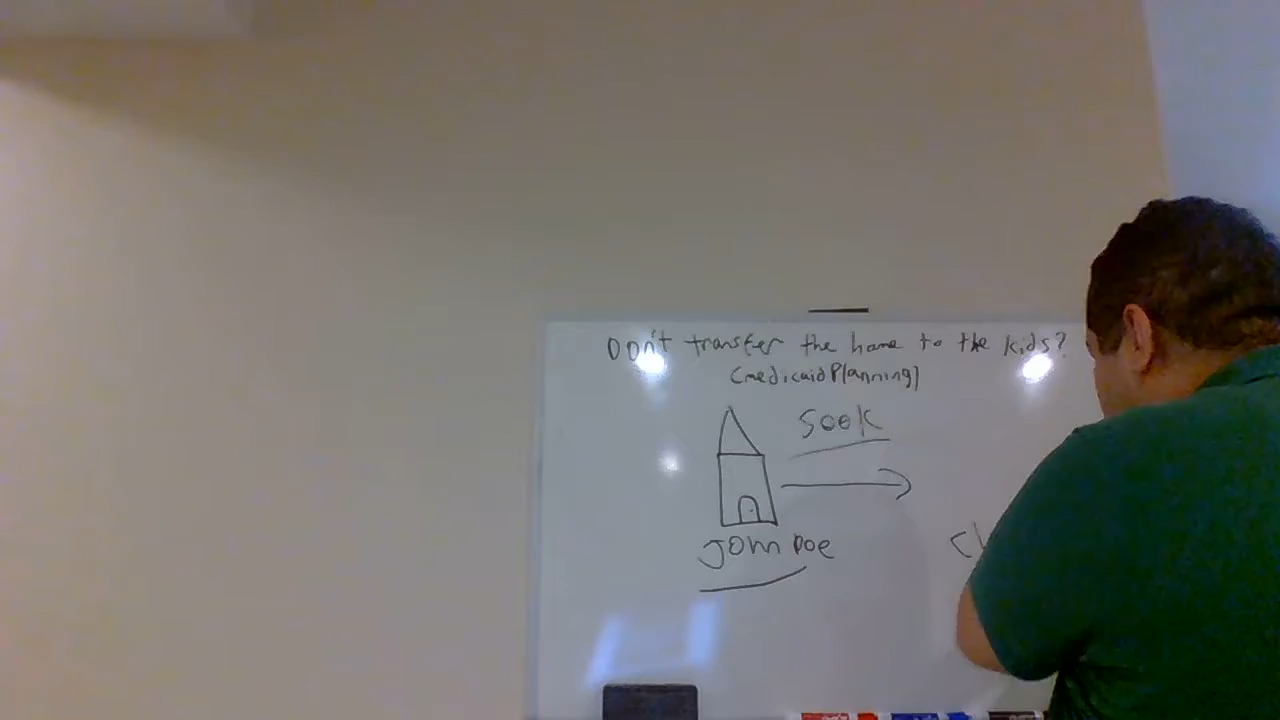 Don't transfer the home to the kids?
(medicaid Planning)
500K
John Doe